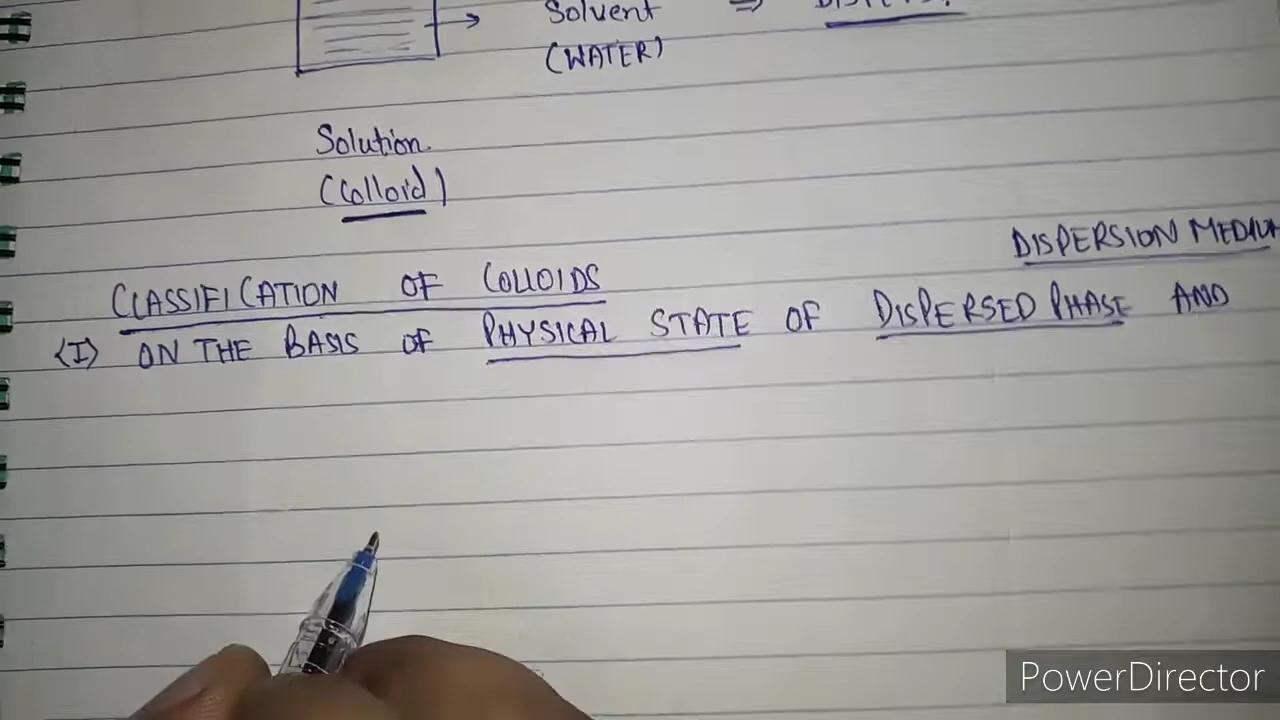 Solvent ⇒
(WATER)
Solution.
(Colloid)
DISPERSION MEDIUM
CLASSIFICATION OF COLLOIDS
(I) ON THE BASIS OF PHYSICAL STATE OF DISPERSED PHASE AND
PowerDirector